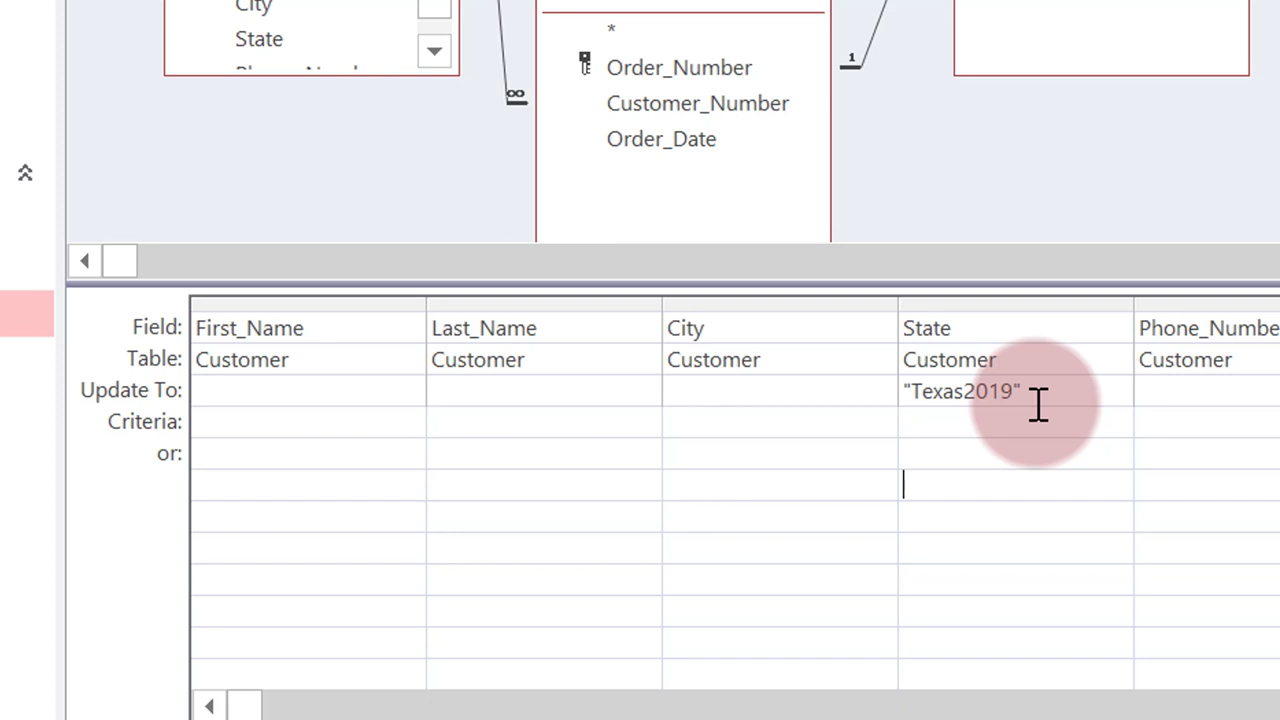 City
State
*
Order_Number
Customer_Number
Order_Date
1
∞
Field: First_Name Last_Name City State Phone_Numbe
Table: Customer Customer Customer Customer Customer
Update To: "Texas2019"
Criteria:
or: